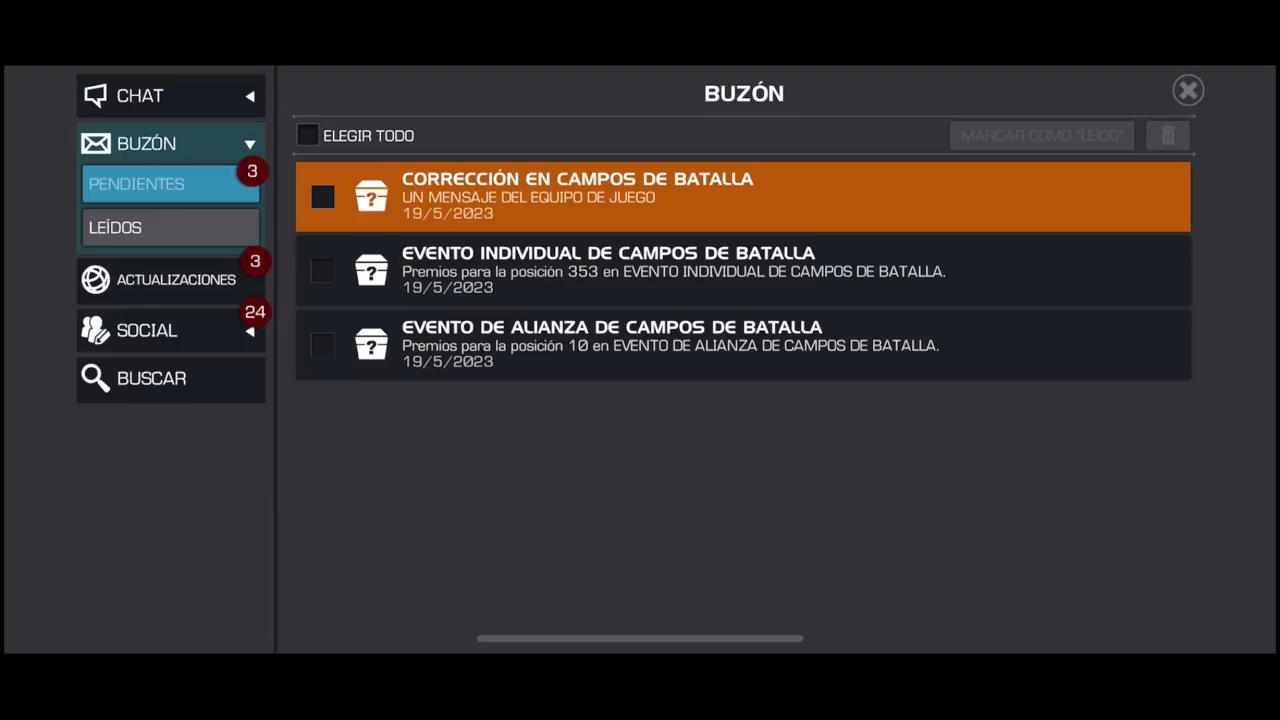 CHAT
BUZÓN
3
PENDIENTES
LEÍDOS
3
ACTUALIZACIONES
24
SOCIAL
BUSCAR
BUZÓN
ELEGIR TODO
MARCAR COMO "LEÍDO"
CORRECCIÓN EN CAMPOS DE BATALLA
UN MENSAJE DEL EQUIPO DE JUEGO
19/5/2023
EVENTO INDIVIDUAL DE CAMPOS DE BATALLA
Premios para la posición 353 en EVENTO INDIVIDUAL DE CAMPOS DE BATALLA.
19/5/2023
EVENTO DE ALIANZA DE CAMPOS DE BATALLA
Premios para la posición 10 en EVENTO DE ALIANZA DE CAMPOS DE BATALLA.
19/5/2023